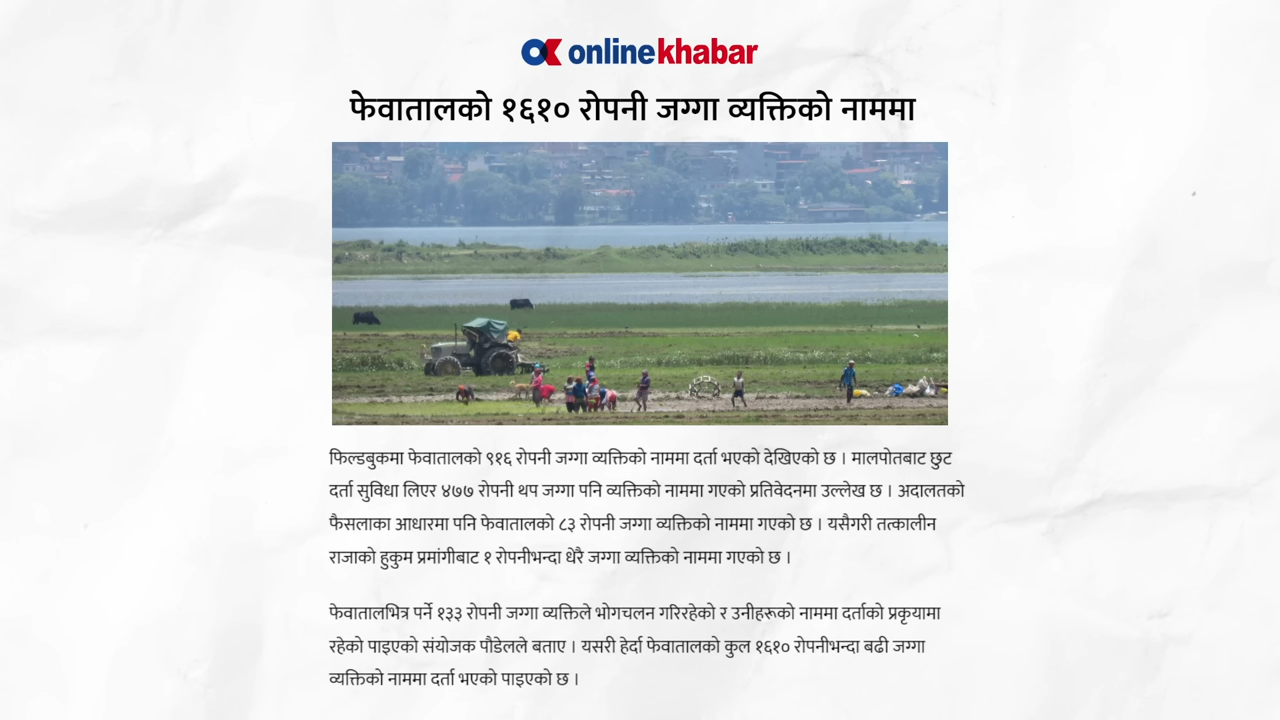 onlinekhabar
फेवातालको १६१० रोपनी जग्गा व्यक्तिको नाममा
फिल्डबुकमा फेवातालको ९१६ रोपनी जग्गा व्यक्तिको नाममा दर्ता भएको देखिएको छ । मालपोतबाट छुट
दर्ता सुविधा लिएर ४७७ रोपनी थप जग्गा पनि व्यक्तिको नाममा गएको प्रतिवेदनमा उल्लेख छ । अदालतको
फैसलाका आधारमा पनि फेवातालको ८३ रोपनी जग्गा व्यक्तिको नाममा गएको छ । यसैगरी तत्कालीन
राजाको हुकुम प्रमांगीबाट १ रोपनीभन्दा धेरै जग्गा व्यक्तिको नाममा गएको छ ।
फेवातालभित्र पर्ने १३३ रोपनी जग्गा व्यक्तिले भोगचलन गरिरहेको र उनीहरूको नाममा दर्ताको प्रकृयामा
रहेको पाइएको संयोजक पौडेलले बताए । यसरी हेर्दा फेवातालको कुल १६१० रोपनीभन्दा बढी जग्गा
व्यक्तिको नाममा दर्ता भएको पाइएको छ ।